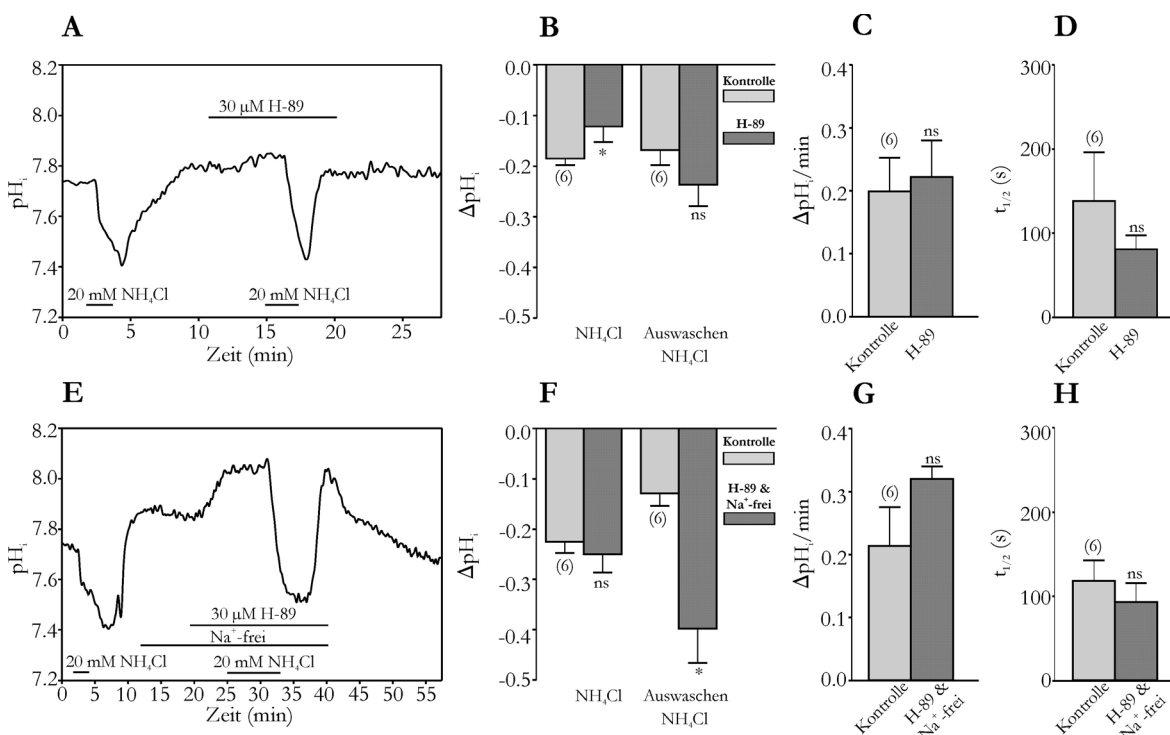 A
8.2
8.0
7.8
7.6
7.4
7.2
pHᵢ
30 µM H-89
20 mM NH₄Cl
20 mM NH₄Cl
0
5
10
15
20
25
Zeit (min)
B
0.0
-0.1
-0.2
-0.3
-0.4
-0.5
ΔpHᵢ
Kontrolle
H-89
(6)
*
(6)
ns
NH₄Cl
Auswaschen
NH₄Cl
C
0.4
0.3
0.2
0.1
0.0
ΔpHᵢ/min
(6)
ns
Kontrolle
H-89
D
300
200
100
0
t₁/₂ (s)
(6)
ns
Kontrolle
H-89
E
8.2
8.0
7.8
7.6
7.4
7.2
pHᵢ
30 µM H-89
Na⁺-frei
20 mM NH₄Cl
20 mM NH₄Cl
0
5
10
15
20
25
30
35
40
45
50
55
Zeit (min)
F
0.0
-0.1
-0.2
-0.3
-0.4
-0.5
ΔpHᵢ
Kontrolle
H-89 &
Na⁺-frei
(6)
ns
(6)
*
NH₄Cl
Auswaschen
NH₄Cl
G
0.4
0.3
0.2
0.1
0.0
ΔpHᵢ/min
(6)
ns
Kontrolle
H-89 &
Na⁺-frei
H
300
200
100
0
t₁/₂ (s)
(6)
ns
Kontrolle
H-89 &
Na⁺-frei